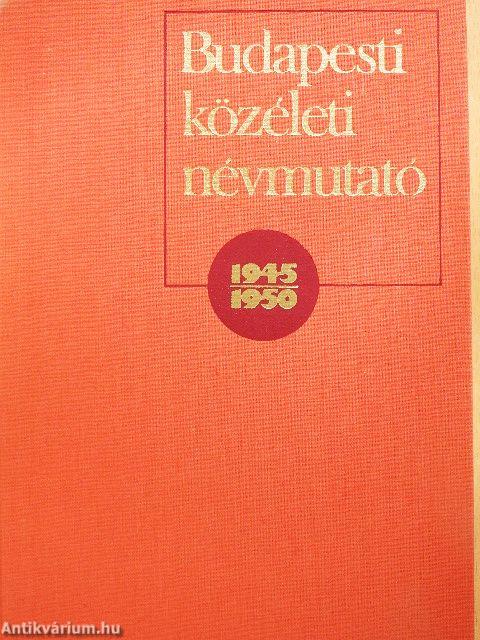 Budapesti
közéleti
névmutató
1945
1950
Antikvárium.hu